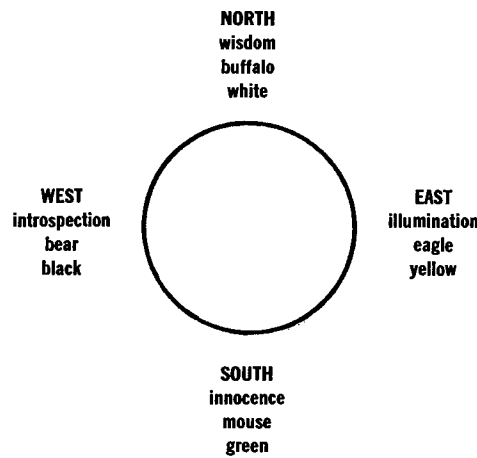 NORTH
wisdom
buffalo
white
WEST
introspection
bear
black
EAST
illumination
eagle
yellow
SOUTH
innocence
mouse
green